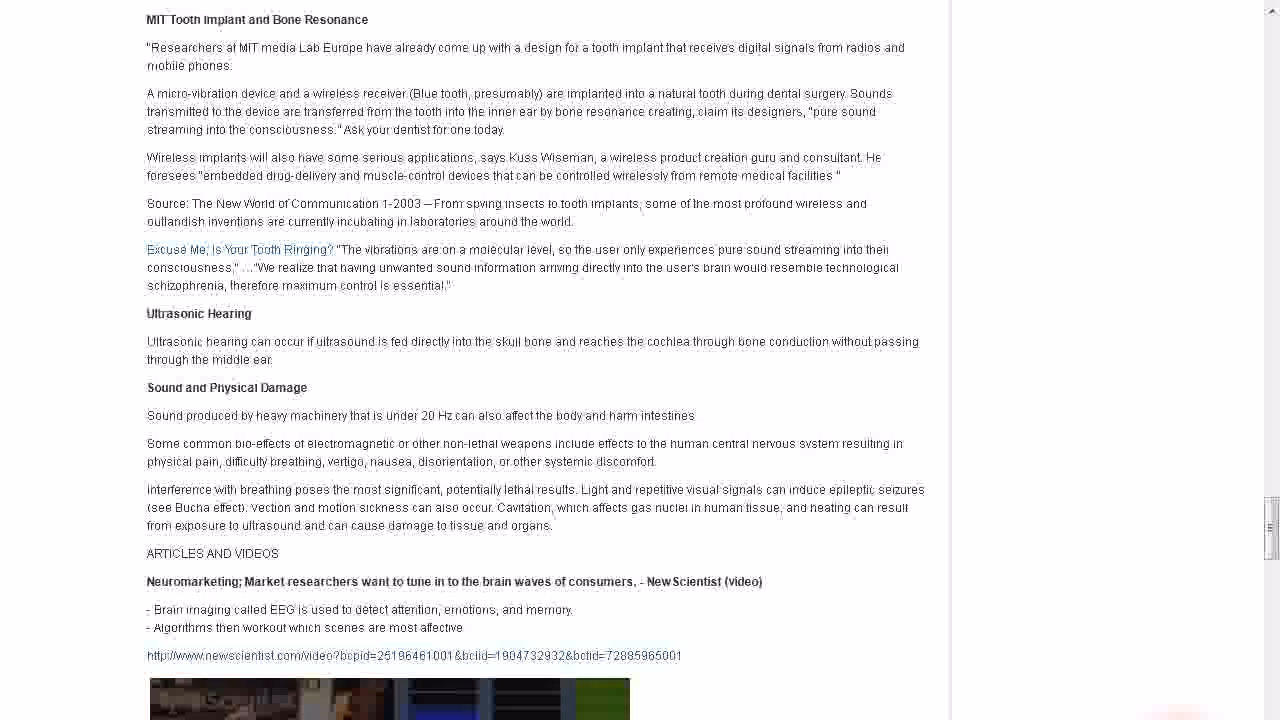 MIT Tooth Implant and Bone Resonance
"Researchers at MIT media Lab Europe have already come up with a design for a tooth implant that receives digital signals from radios and
mobile phones.
A micro-vibration device and a wireless receiver (Blue tooth, presumably) are implanted into a natural tooth during dental surgery. Sounds
transmitted to the device are transferred from the tooth into the inner ear by bone resonance creating, claim its designers, "pure sound
streaming into the consciousness." Ask your dentist for one today.
Wireless implants will also have some serious applications, says Kuss Wiseman, a wireless product creation guru and consultant. He
foresees "embedded drug-delivery and muscle-control devices that can be controlled wirelessly from remote medical facilities."
Source: The New World of Communication 1-2003 – From spying insects to tooth implants, some of the most profound wireless and
outlandish inventions are currently incubating in laboratories around the world.
Excuse Me, Is Your Tooth Ringing? "The vibrations are on a molecular level, so the user only experiences pure sound streaming into their
consciousness," ... "We realize that having unwanted sound information arriving directly into the user's brain would resemble technological
schizophrenia, therefore maximum control is essential."
Ultrasonic Hearing
Ultrasonic hearing can occur if ultrasound is fed directly into the skull bone and reaches the cochlea through bone conduction without passing
through the middle ear.
Sound and Physical Damage
Sound produced by heavy machinery that is under 20 Hz can also affect the body and harm intestines.
Some common bio-effects of electromagnetic or other non-lethal weapons include effects to the human central nervous system resulting in
physical pain, difficulty breathing, vertigo, nausea, disorientation, or other systemic discomfort.
Interference with breathing poses the most significant, potentially lethal results. Light and repetitive visual signals can induce epileptic seizures
(see Bucha effect). Vection and motion sickness can also occur. Cavitation, which affects gas nuclei in human tissue, and heating can result
from exposure to ultrasound and can cause damage to tissue and organs.
ARTICLES AND VIDEOS
Neuromarketing; Market researchers want to tune in to the brain waves of consumers. - NewScientist (video)
- Brain imaging called EEG is used to detect attention, emotions, and memory.
- Algorithms then workout which scenes are most affective
http://www.newscientist.com/video?bcpid=25196461001&bclid=1904732932&bctid=72885965001